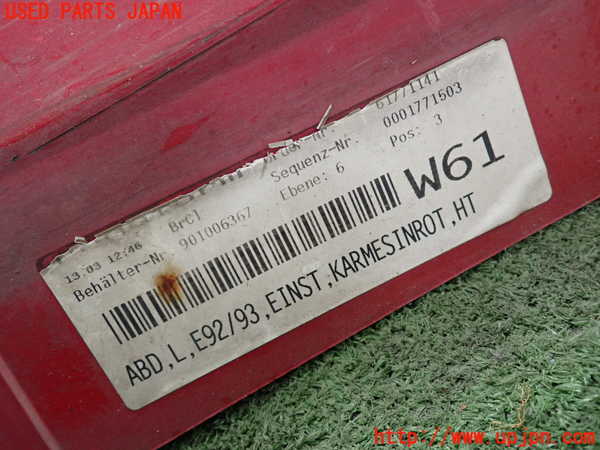 USED PARTS JAPAN
61771141
Sequenz-Nr. 0001771503
Ebene: 6 Pos: 3
13.03 12:46 BrCl
Behälter-Nr 901006367
W61
ABD,L,E92/93,EINST,KARMESINROT,HT
http://www.upjpn.com